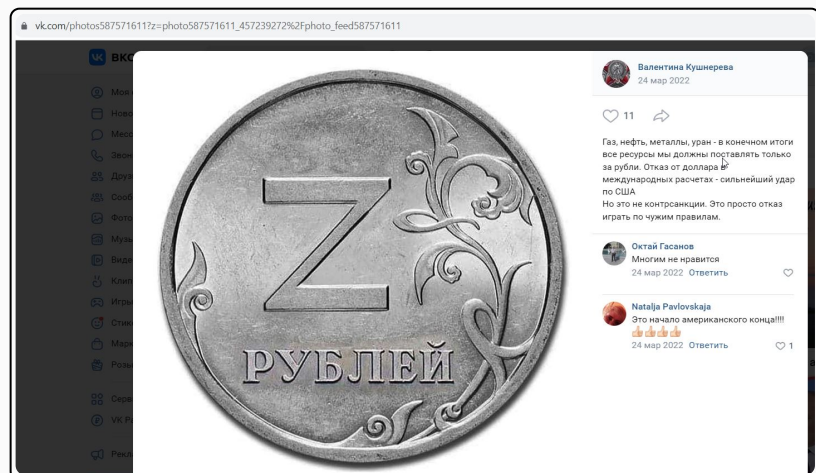 vk.com/photos587571611?z=photo587571611_457239272%2Fphoto_feed587571611
Валентина Кушнерева
24 мар 2022
11
Газ, нефть, металлы, уран - в конечном итоги
все ресурсы мы должны поставлять только
за рубли. Отказ от доллара в
международных расчетах - сильнейший удар
по США
Но это не контрсанкции. Это просто отказ
играть по чужим правилам.
Октай Гасанов
Многим не нравится
24 мар 2022 Ответить
Natalja Pavlovskaja
Это начало американского конца!!!!
24 мар 2022 Ответить
1
Z
РУБЛЕЙ